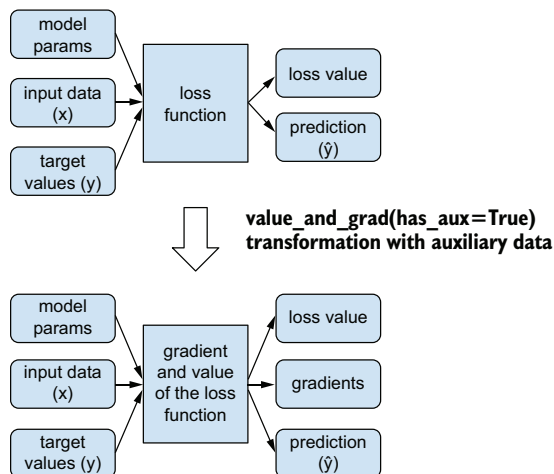 model
params
input data
(x)
target
values (y)
loss
function
loss value
prediction
(ŷ)
value_and_grad(has_aux=True)
transformation with auxiliary data
model
params
input data
(x)
target
values (y)
gradient
and value
of the loss
function
loss value
gradients
prediction
(ŷ)